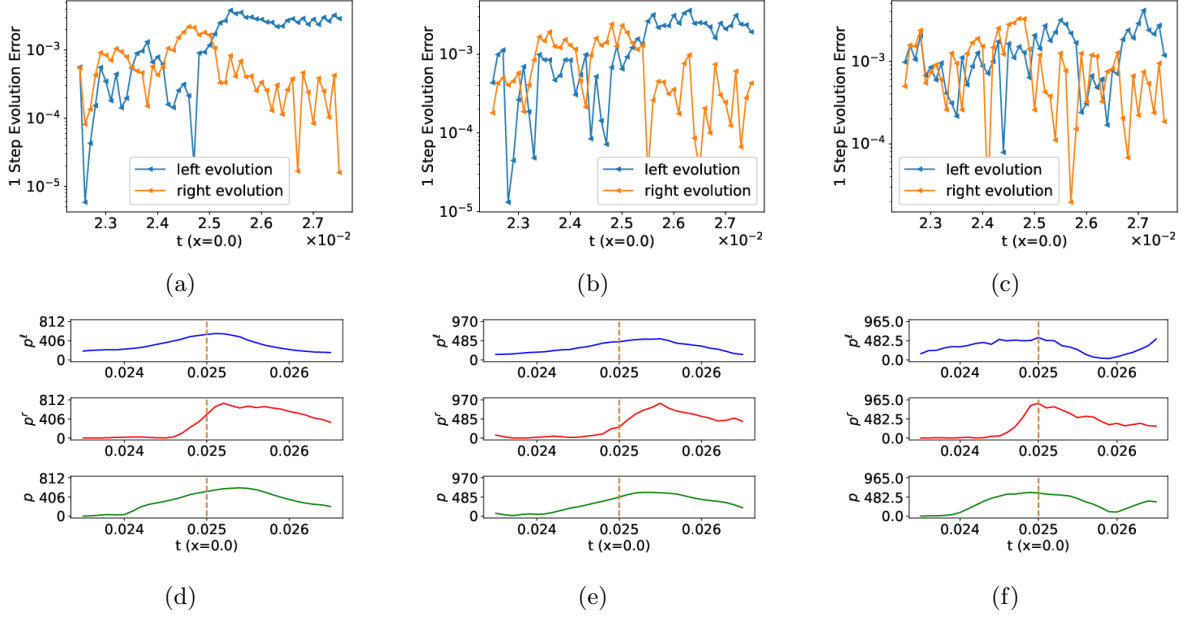 1 Step Evolution Error
10⁻³
10⁻⁴
10⁻⁵
left evolution
right evolution
2.3 2.4 2.5 2.6 2.7
t (x=0.0)
×10⁻²
(a)
1 Step Evolution Error
10⁻³
10⁻⁴
10⁻⁵
left evolution
right evolution
2.3 2.4 2.5 2.6 2.7
t (x=0.0)
×10⁻²
(b)
1 Step Evolution Error
10⁻³
10⁻⁴
left evolution
right evolution
2.3 2.4 2.5 2.6 2.7
t (x=0.0)
×10⁻²
(c)
pˡ
812
406
0
0.024 0.025 0.026
pʳ
812
406
0
0.024 0.025 0.026
p
812
406
0
0.024 0.025 0.026
t (x=0.0)
(d)
pˡ
970
485
0
0.024 0.025 0.026
pʳ
970
485
0
0.024 0.025 0.026
p
970
485
0
0.024 0.025 0.026
t (x=0.0)
(e)
pˡ
965.0
482.5
0.0
0.024 0.025 0.026
pʳ
965.0
482.5
0.0
0.024 0.025 0.026
p
965.0
482.5
0.0
0.024 0.025 0.026
t (x=0.0)
(f)